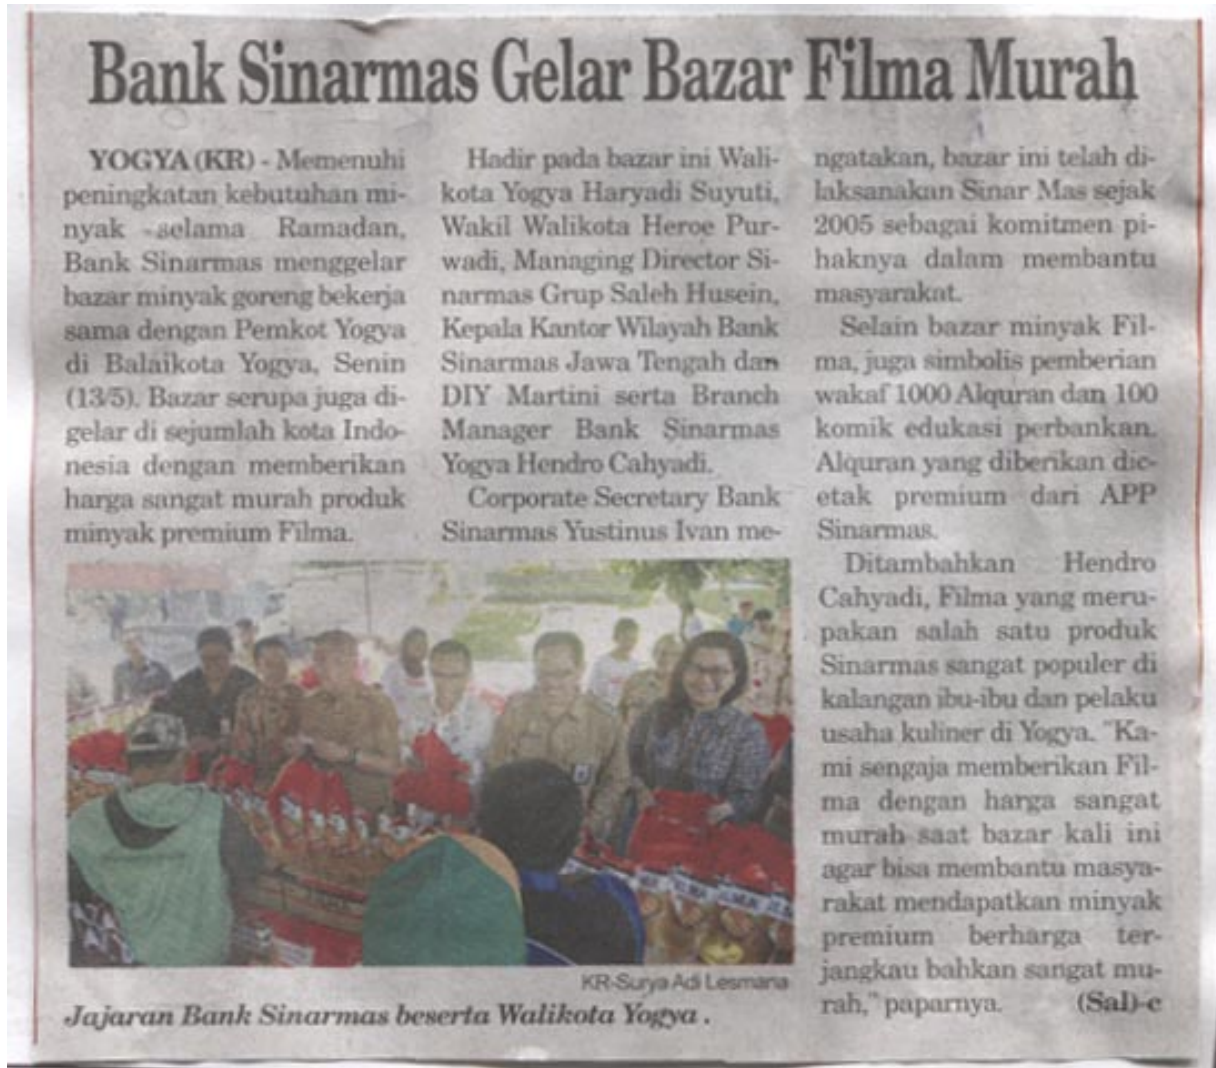 Bank Sinarmas Gelar Bazar Filma Murah
YOGYA (KR) - Memenuhi
peningkatan kebutuhan mi-
nyak selama Ramadan,
Bank Sinarmas menggelar
bazar minyak goreng bekerja
sama dengan Pemkot Yogya
di Balaikota Yogya, Senin
(13/5). Bazar serupa juga di-
gelar di sejumlah kota Indo-
nesia dengan memberikan
harga sangat murah produk
minyak premium Filma.
Hadir pada bazar ini Wali-
kota Yogya Haryadi Suyuti,
Wakil Walikota Heroe Pur-
wadi, Managing Director Si-
narmas Grup Saleh Husein,
Kepala Kantor Wilayah Bank
Sinarmas Jawa Tengah dan
DIY Martini serta Branch
Manager Bank Sinarmas
Yogya Hendro Cahyadi.
Corporate Secretary Bank
Sinarmas Yustinus Ivan me-
ngatakan, bazar ini telah di-
laksanakan Sinar Mas sejak
2005 sebagai komitmen pi-
haknya dalam membantu
masyarakat.
Selain bazar minyak Fil-
ma, juga simbolis pemberian
wakaf 1000 Alquran dan 100
komik edukasi perbankan.
Alquran yang diberikan dic-
etak premium dari APP
Sinarmas.
Ditambahkan Hendro
Cahyadi, Filma yang meru-
pakan salah satu produk
Sinarmas sangat populer di
kalangan ibu-ibu dan pelaku
usaha kuliner di Yogya. "Ka-
mi sengaja memberikan Fil-
ma dengan harga sangat
murah saat bazar kali ini
agar bisa membantu masya-
rakat mendapatkan minyak
premium berharga ter-
jangkau bahkan sangat mu-
rah," paparnya. (Sal)-c
KR-Surya Adi Lesmana
Jajaran Bank Sinarmas beserta Walikota Yogya .